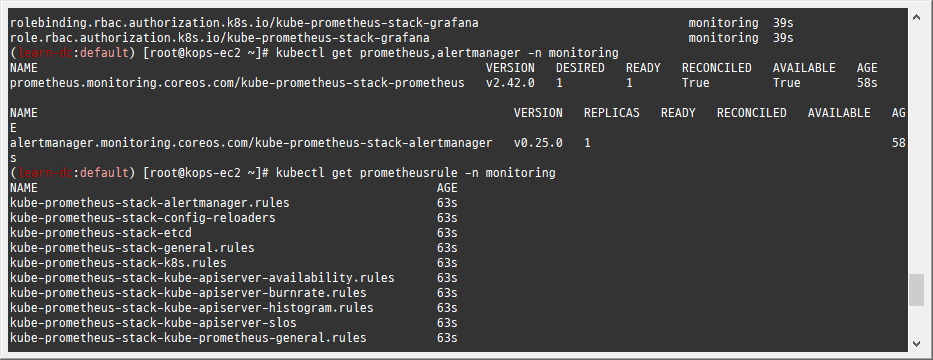 rolebinding.rbac.authorization.k8s.io/kube-prometheus-stack-grafana monitoring 39s
role.rbac.authorization.k8s.io/kube-prometheus-stack-grafana monitoring 39s
(learn-dt:default) [root@kops-ec2 ~]# kubectl get prometheus,alertmanager -n monitoring
NAME VERSION DESIRED READY RECONCILED AVAILABLE AGE
prometheus.monitoring.coreos.com/kube-prometheus-stack-prometheus v2.42.0 1 1 True True 58s
NAME VERSION REPLICAS READY RECONCILED AVAILABLE AG
E
alertmanager.monitoring.coreos.com/kube-prometheus-stack-alertmanager v0.25.0 1 58
s
(learn-dt:default) [root@kops-ec2 ~]# kubectl get prometheusrule -n monitoring
NAME AGE
kube-prometheus-stack-alertmanager.rules 63s
kube-prometheus-stack-config-reloaders 63s
kube-prometheus-stack-etcd 63s
kube-prometheus-stack-general.rules 63s
kube-prometheus-stack-k8s.rules 63s
kube-prometheus-stack-kube-apiserver-availability.rules 63s
kube-prometheus-stack-kube-apiserver-burnrate.rules 63s
kube-prometheus-stack-kube-apiserver-histogram.rules 63s
kube-prometheus-stack-kube-apiserver-slos 63s
kube-prometheus-stack-kube-prometheus-general.rules 63s